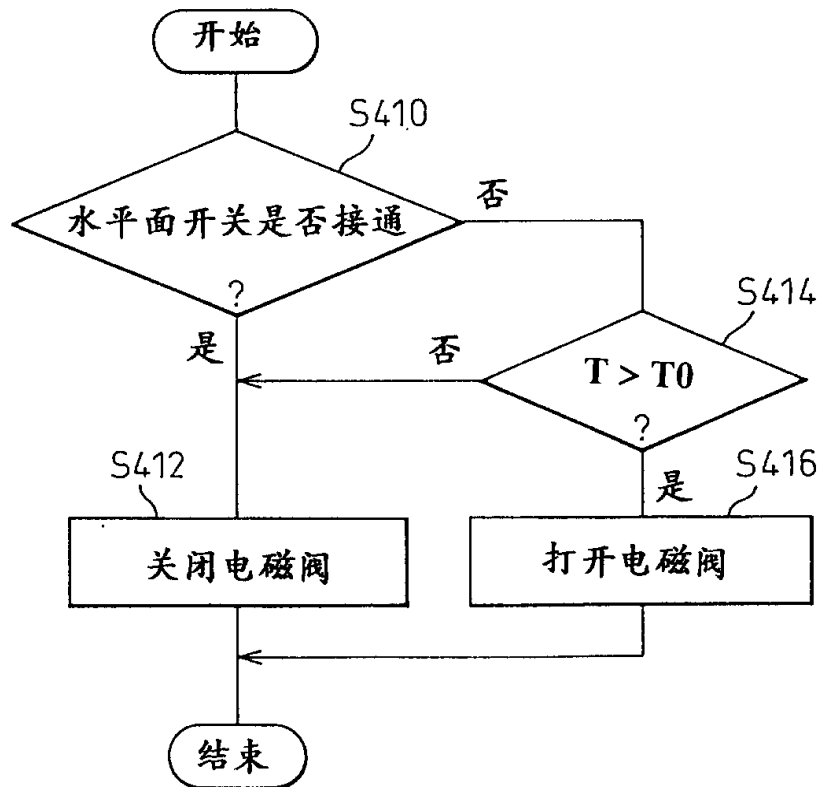 开始
S410
水平面开关是否接通
?
否
是
S414
T > T0
?
否
是
S412
关闭电磁阀
S416
打开电磁阀
结束